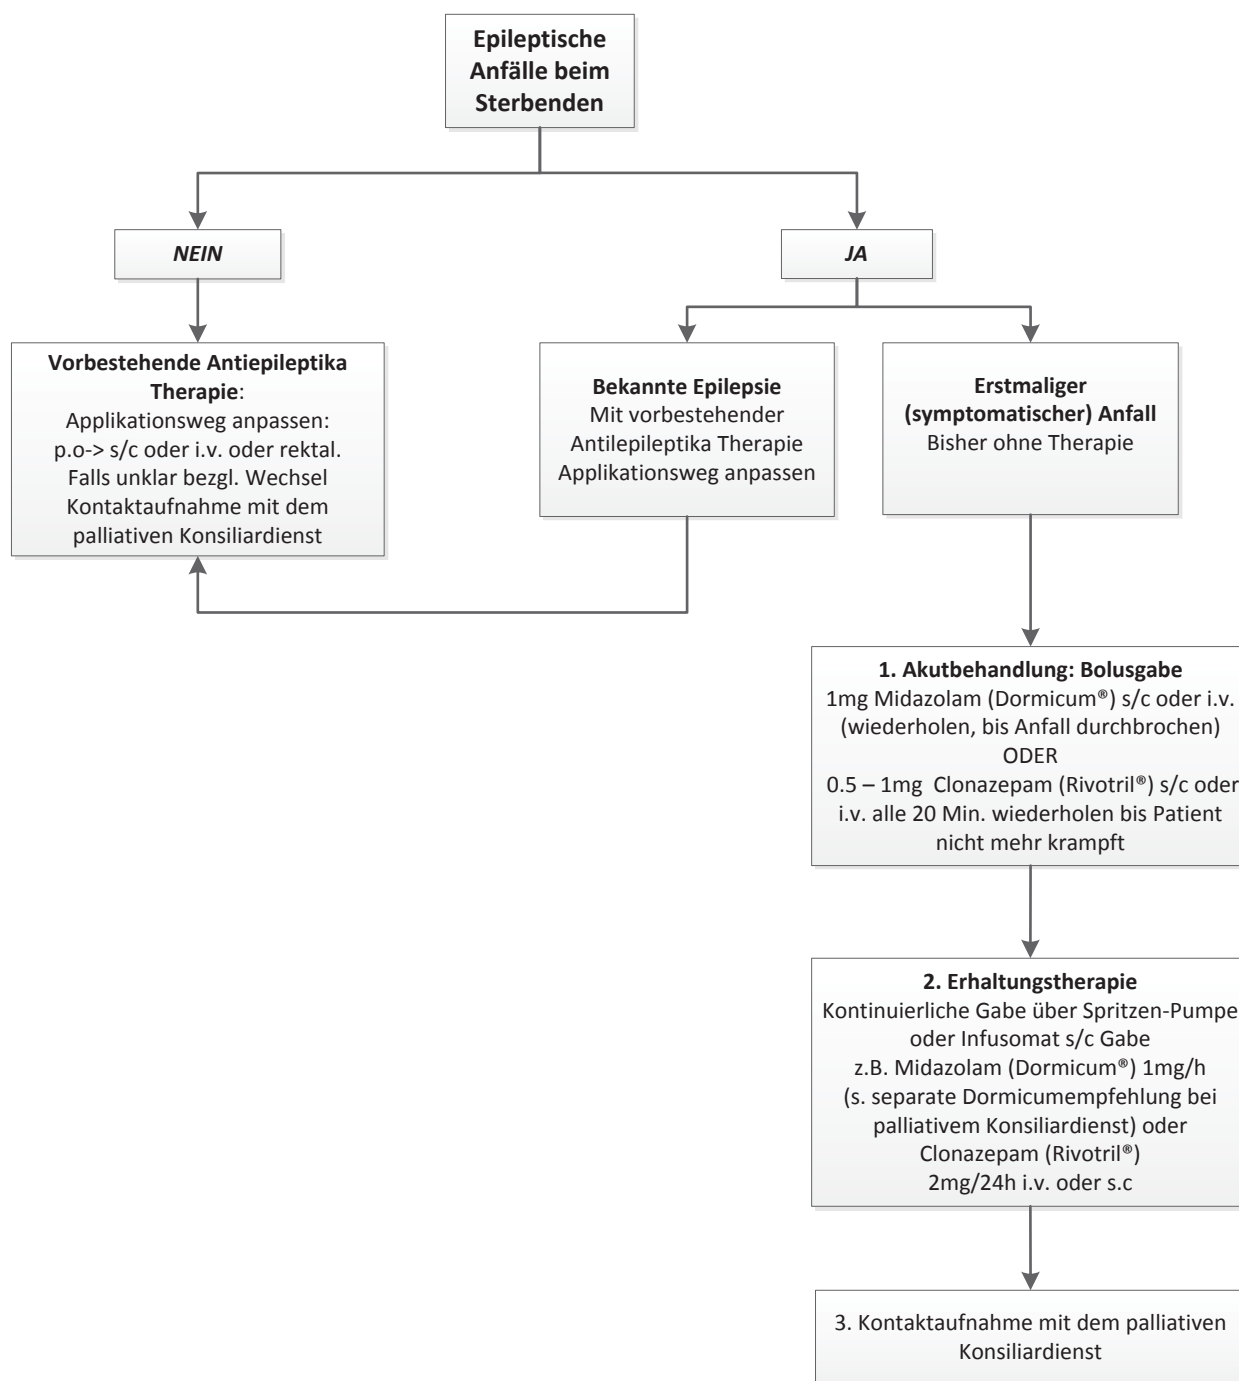 Epileptische
Anfälle beim
Sterbenden
NEIN
JA
Vorbestehende Antiepileptika
Therapie:
Applikationsweg anpassen:
p.o-> s/c oder i.v. oder rektal.
Falls unklar bezgl. Wechsel
Kontaktaufnahme mit dem
palliativen Konsiliardienst
Bekannte Epilepsie
Mit vorbestehender
Antilepileptika Therapie
Applikationsweg anpassen
Erstmaliger
(symptomatischer) Anfall
Bisher ohne Therapie
1. Akutbehandlung: Bolusgabe
1mg Midazolam (Dormicum®) s/c oder i.v.
(wiederholen, bis Anfall durchbrochen)
ODER
0.5 – 1mg Clonazepam (Rivotril®) s/c oder
i.v. alle 20 Min. wiederholen bis Patient
nicht mehr krampft
2. Erhaltungstherapie
Kontinuierliche Gabe über Spritzen-Pumpe
oder Infusomat s/c Gabe
z.B. Midazolam (Dormicum®) 1mg/h
(s. separate Dormicumempfehlung bei
palliativem Konsiliardienst) oder
Clonazepam (Rivotril®)
2mg/24h i.v. oder s.c
3. Kontaktaufnahme mit dem palliativen
Konsiliardienst